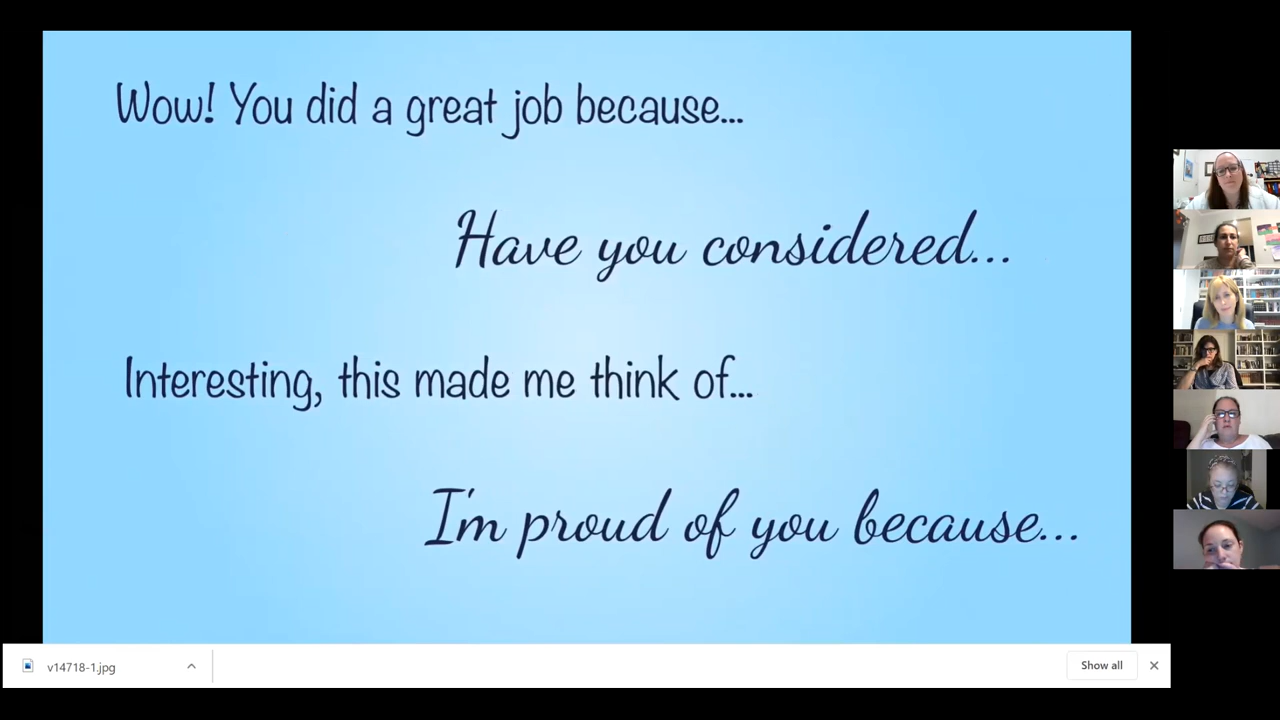 Wow! You did a great job because...
Have you considered...
Interesting, this made me think of...
I'm proud of you because...
v14718-1.jpg
Show all